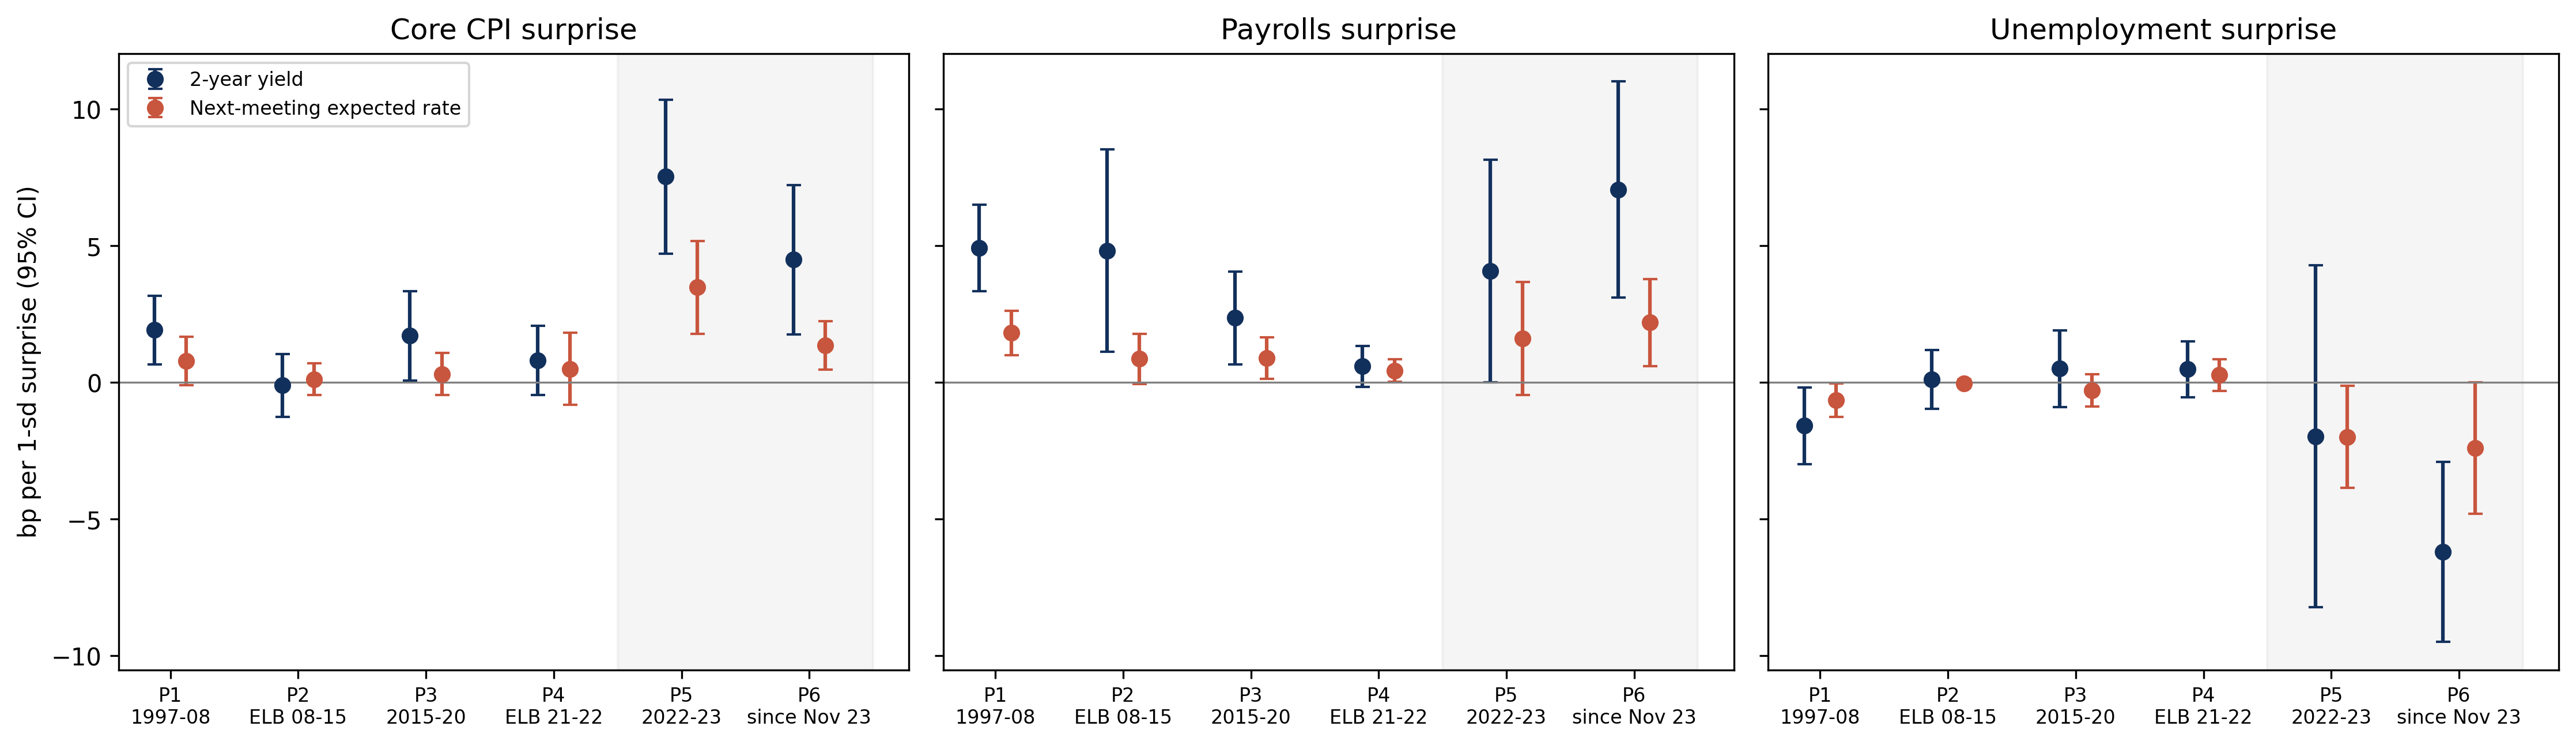 Core CPI surprise
Payrolls surprise
Unemployment surprise
2-year yield
Next-meeting expected rate
bp per 1-sd surprise (95% CI)
10
5
0
−5
−10
P1
1997-08
P2
ELB 08-15
P3
2015-20
P4
ELB 21-22
P5
2022-23
P6
since Nov 23
P1
1997-08
P2
ELB 08-15
P3
2015-20
P4
ELB 21-22
P5
2022-23
P6
since Nov 23
P1
1997-08
P2
ELB 08-15
P3
2015-20
P4
ELB 21-22
P5
2022-23
P6
since Nov 23